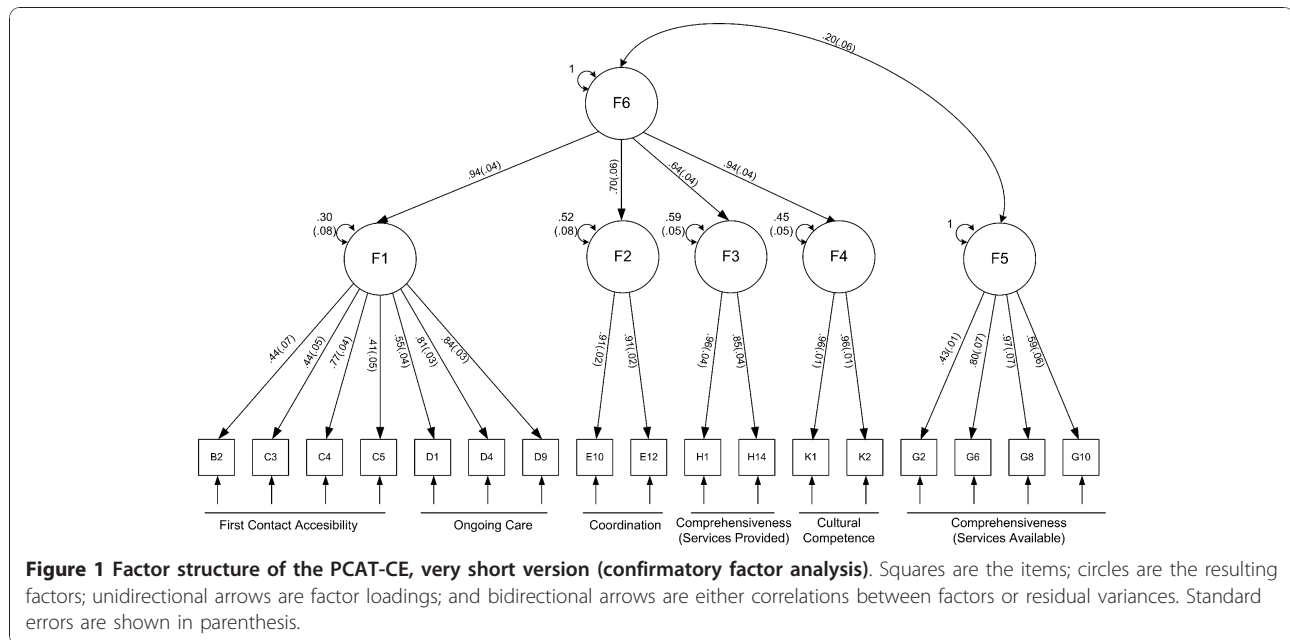 .20(.06)
1
F6
.94(.04)
.70(.06)
.64(.04)
.94(.04)
.30
(.08)
F1
.52
(.08)
F2
.59
(.05)
F3
.45
(.05)
F4
1
F5
.44(.07)
.44(.05)
.77(.04)
.41(.05)
.55(.04)
.81(.03)
.84(.03)
.91(.02)
.91(.02)
.96(.04)
.85(.04)
.96(.01)
.96(.01)
.43(.01)
.80(.07)
.97(.07)
.59(.06)
B2 C3 C4 C5 D1 D4 D9 E10 E12 H1 H14 K1 K2 G2 G6 G8 G10
First Contact Accesibility
Ongoing Care
Coordination
Comprehensiveness
(Services Provided)
Cultural
Competence
Comprehensiveness
(Services Available)
Figure 1 Factor structure of the PCAT-CE, very short version (confirmatory factor analysis). Squares are the items; circles are the resulting
factors; unidirectional arrows are factor loadings; and bidirectional arrows are either correlations between factors or residual variances. Standard
errors are shown in parenthesis.